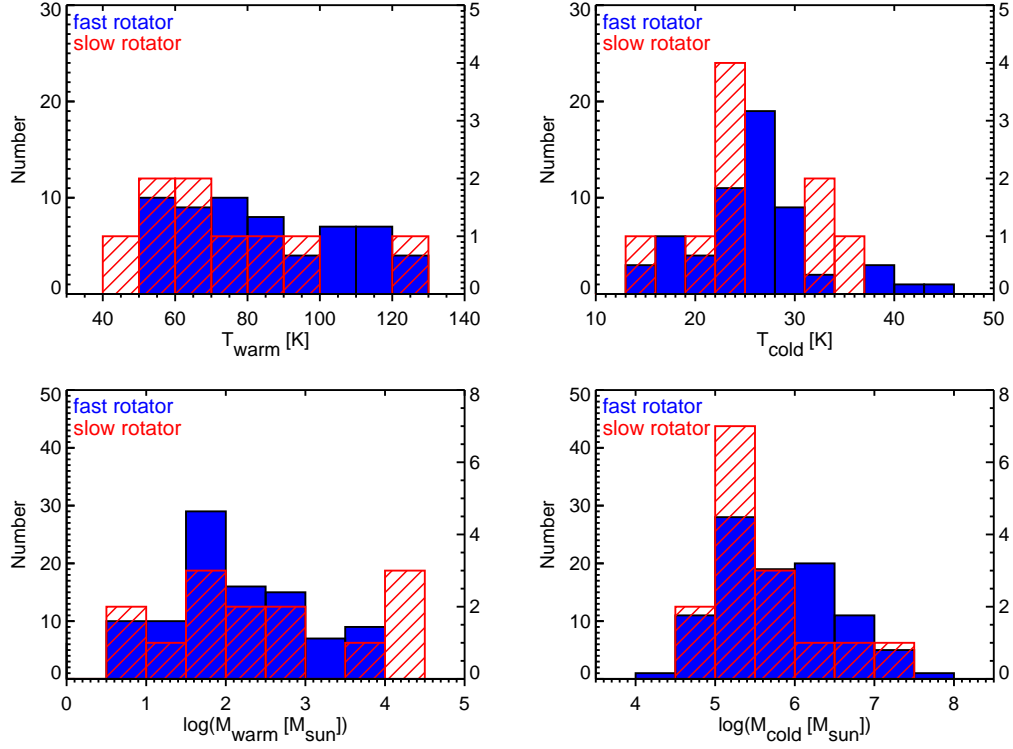 fast rotator
slow rotator
30
20
10
0
Number
5
4
3
2
1
0
40 60 80 100 120 140
T_warm [K]
fast rotator
slow rotator
30
20
10
0
Number
5
4
3
2
1
0
10 20 30 40 50
T_cold [K]
fast rotator
slow rotator
50
40
30
20
10
0
Number
8
6
4
2
0
0 1 2 3 4 5
log(M_warm [M_sun])
fast rotator
slow rotator
50
40
30
20
10
0
Number
8
6
4
2
0
4 5 6 7 8
log(M_cold [M_sun])